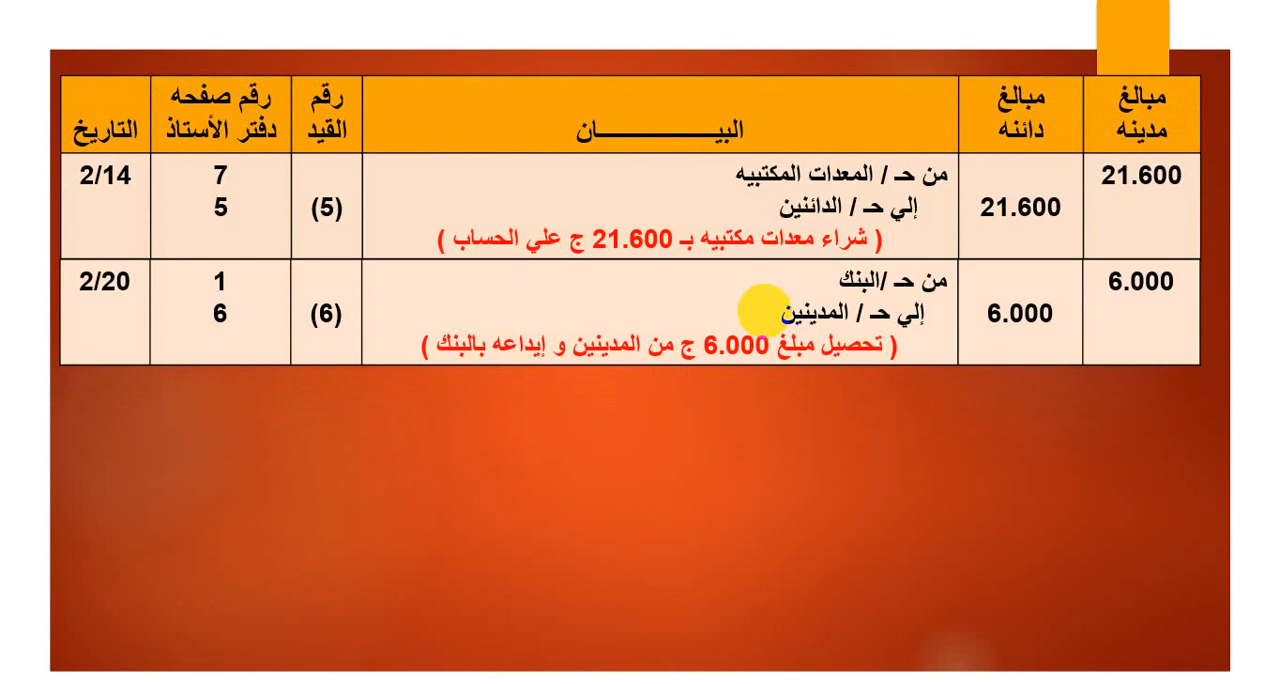 مبالغ مدينه	مبالغ دائنه	البيـــــــــــــان	رقم القيد	رقم صفحه دفتر الأستاذ	التاريخ
21.600		من حـ / المعدات المكتبيه		7	2/14
21.600	إلي حـ / الدائنين	(5)	5
( شراء معدات مكتبيه بـ 21.600 ج علي الحساب )
6.000		من حـ /البنك		1	2/20
6.000	إلي حـ / المدينين	(6)	6
( تحصيل مبلغ 6.000 ج من المدينين و إيداعه بالبنك )